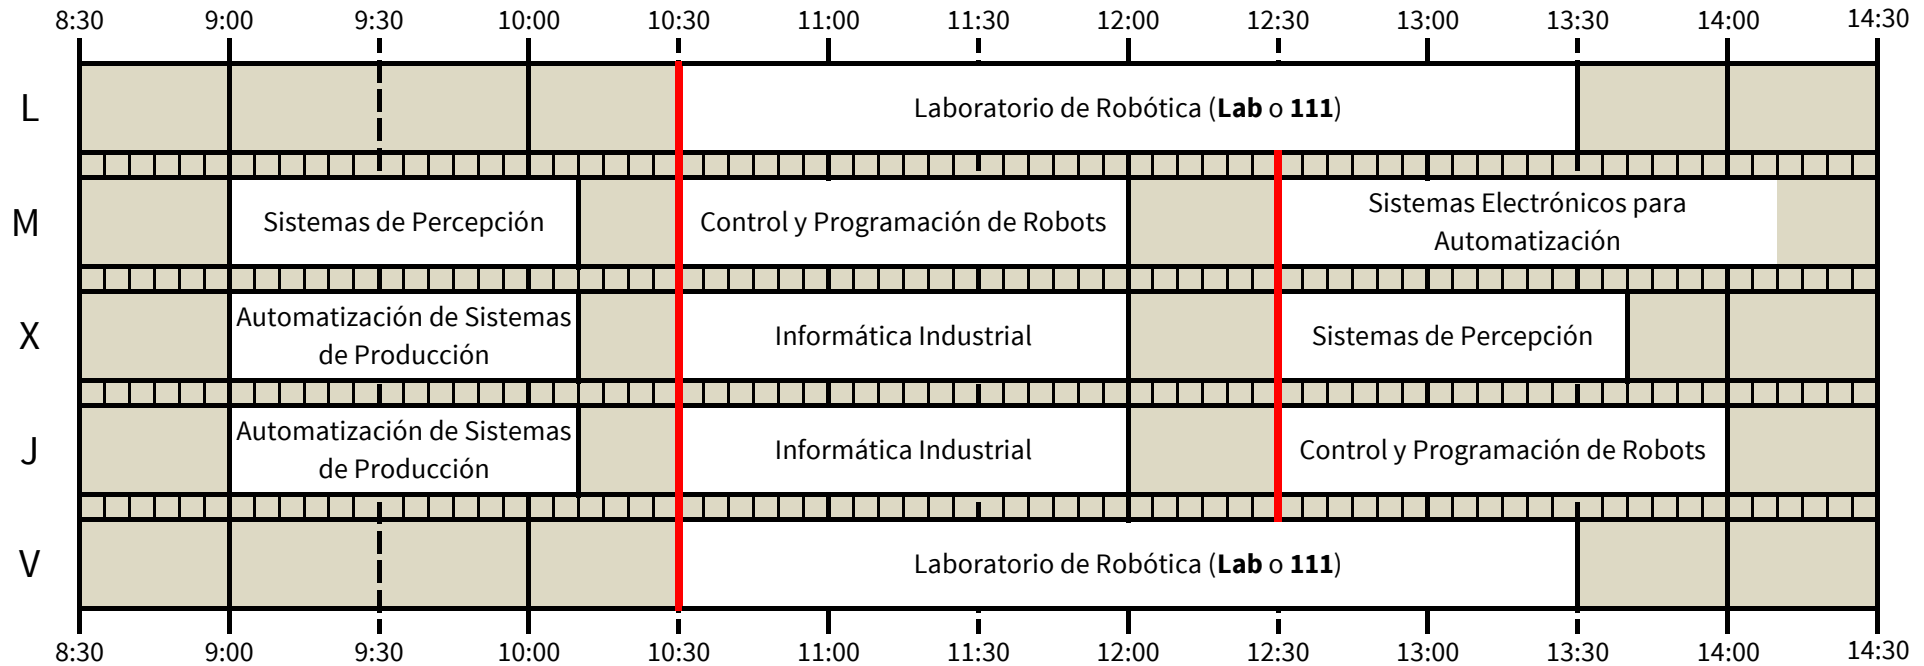 8:30 9:00 9:30 10:00 10:30 11:00 11:30 12:00 12:30 13:00 13:30 14:00 14:30
L Laboratorio de Robótica (Lab o 111)
M Sistemas de Percepción Control y Programación de Robots Sistemas Electrónicos para
Automatización
X Automatización de Sistemas
de Producción Informática Industrial Sistemas de Percepción
J Automatización de Sistemas
de Producción Informática Industrial Control y Programación de Robots
V Laboratorio de Robótica (Lab o 111)
8:30 9:00 9:30 10:00 10:30 11:00 11:30 12:00 12:30 13:00 13:30 14:00 14:30